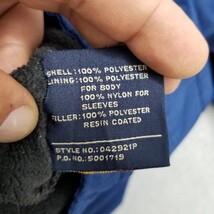 SHELL: 100% POLYESTER
LINING: 100% POLYESTER
FOR BODY
100% NYLON FOR
SLEEVES
FILLER: 100% POLYESTER
RESIN COATED
STYLE NO.: 042921P
P.O. NO.: S001719